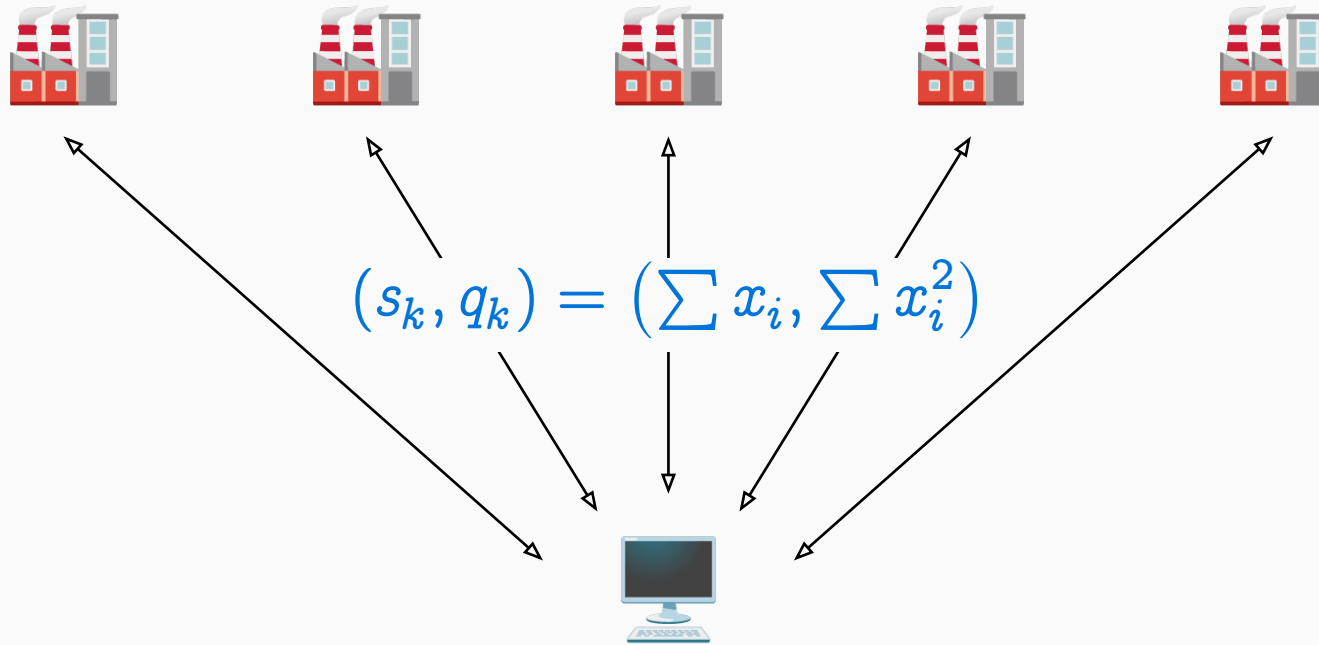 (s_k, q_k) = (∑ x_i, ∑ x_i^2)